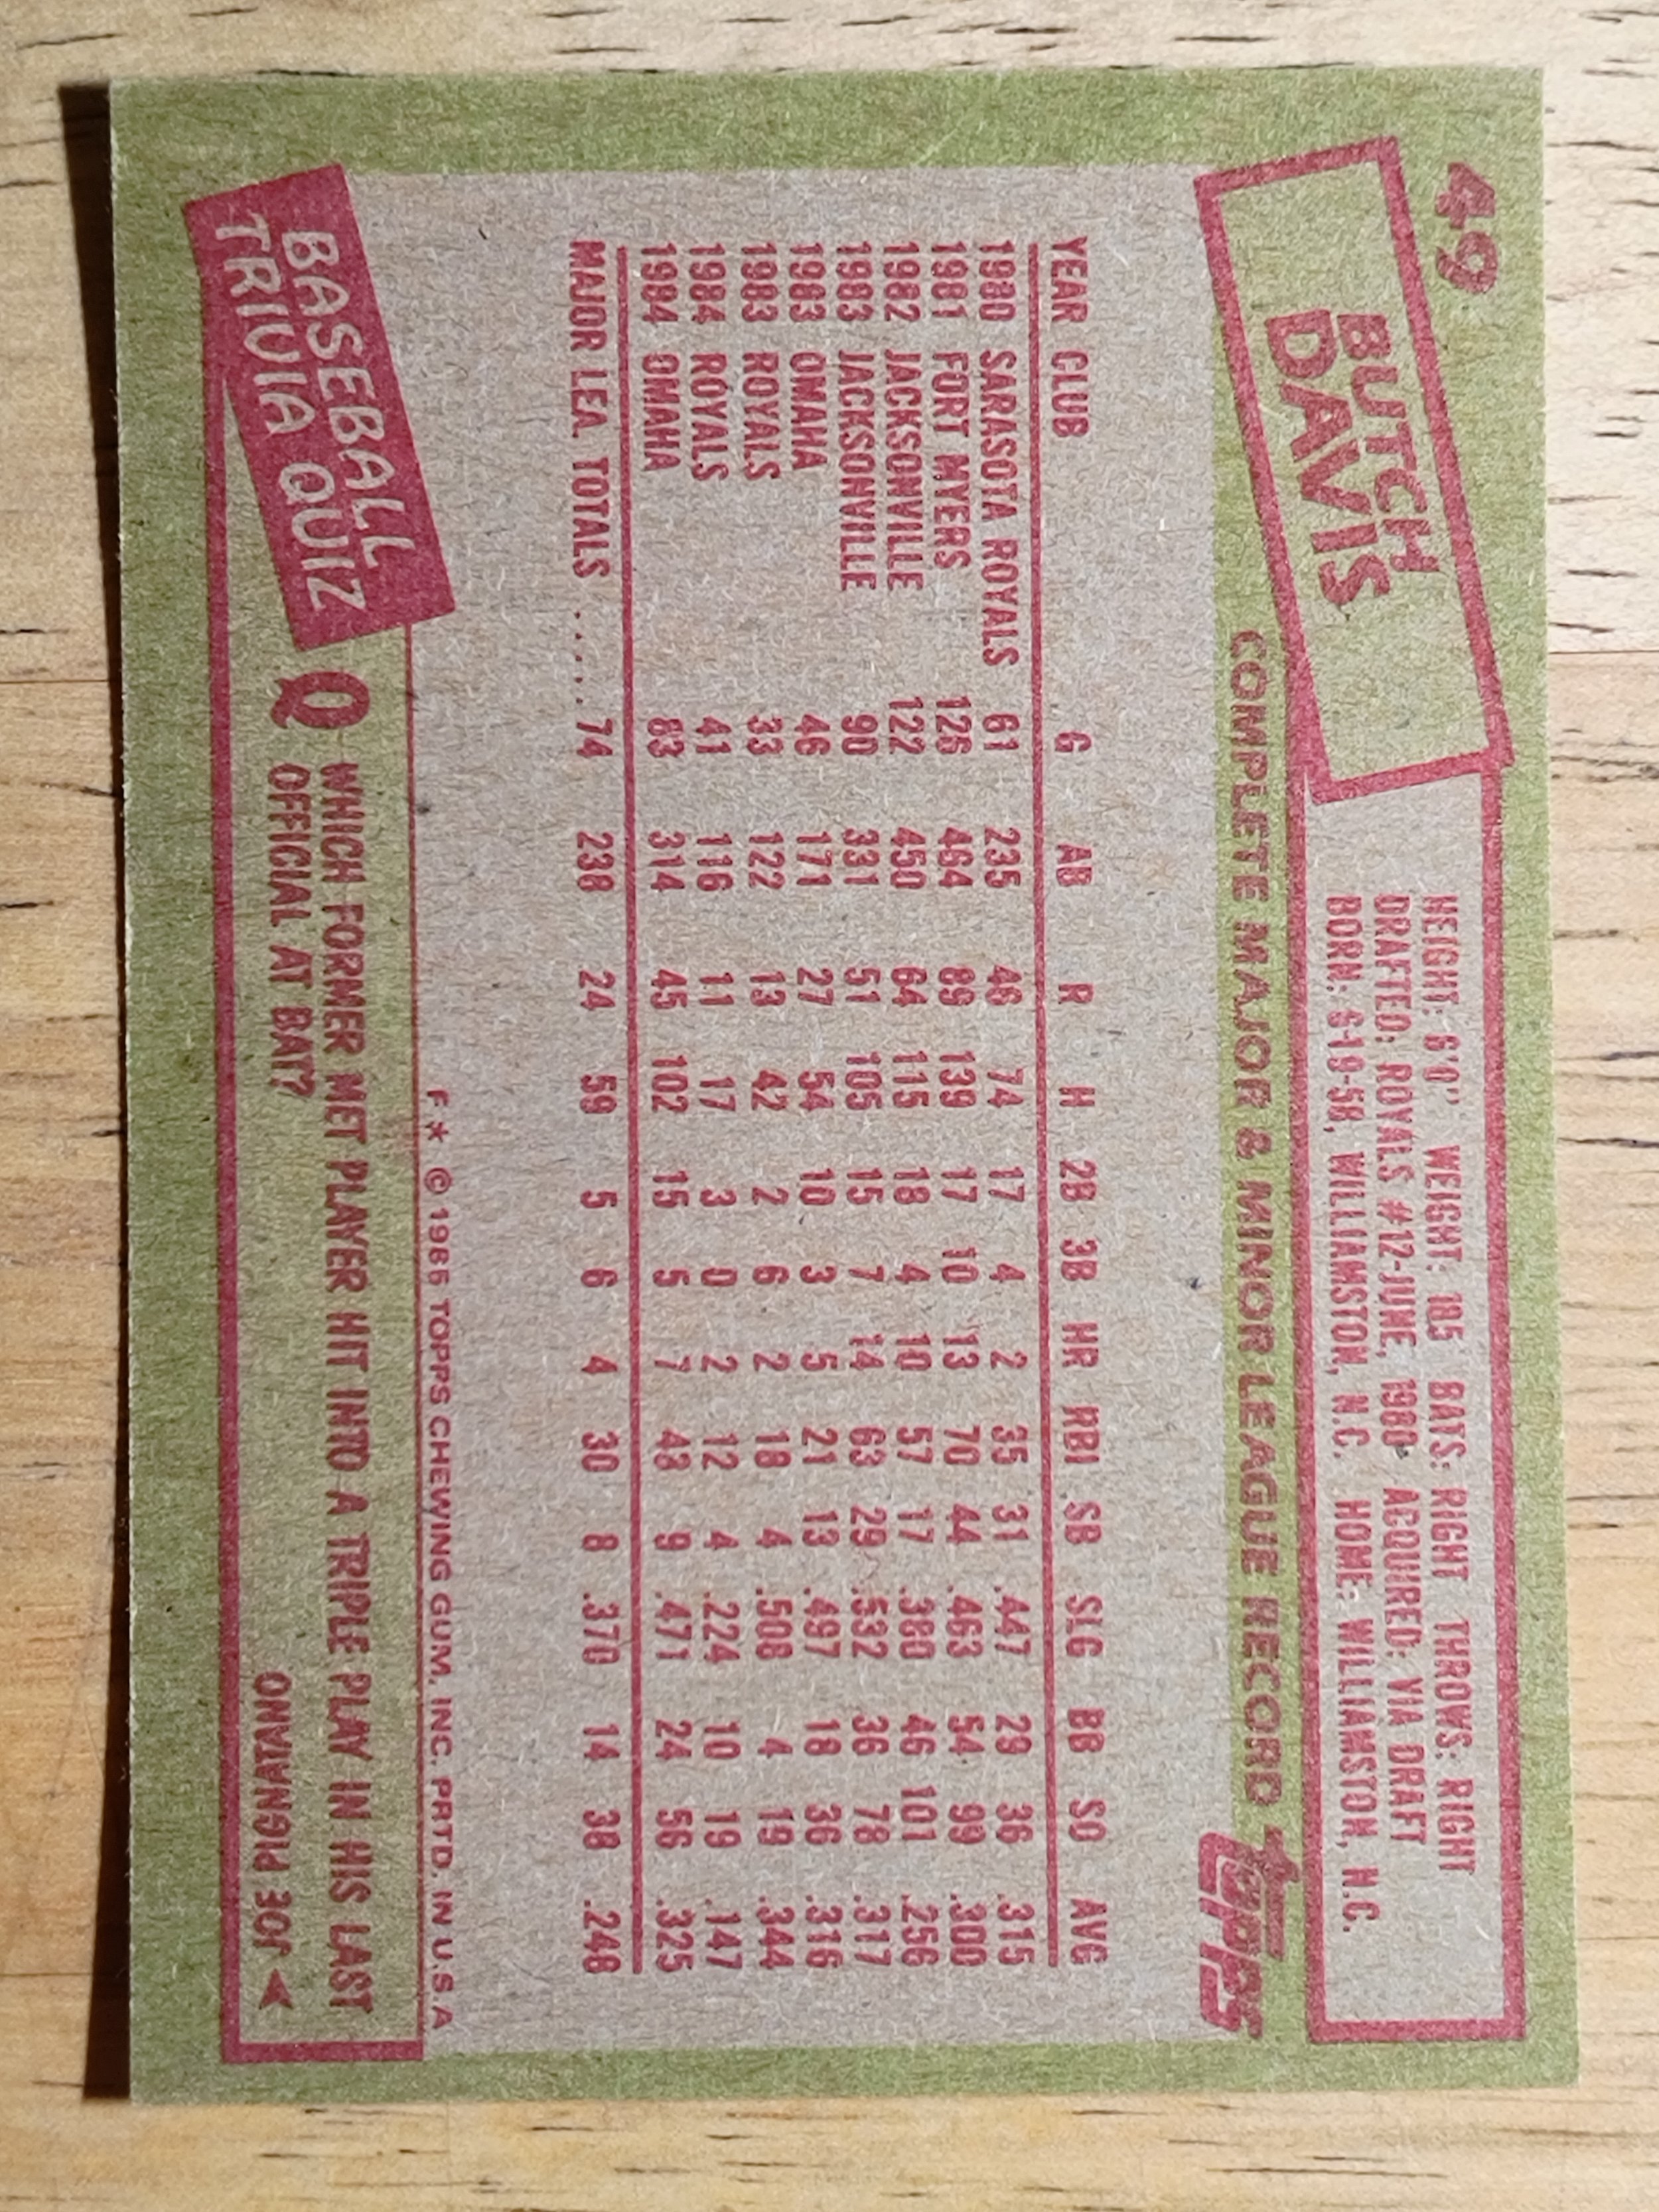 49
BUTCH
DAVIS
HEIGHT: 6'0" WEIGHT: 185 BATS: RIGHT THROWS: RIGHT
DRAFTED: ROYALS #12-JUNE, 1980 ACQUIRED: VIA DRAFT
BORN: 6-19-58, WILLIAMSTON, N.C. HOME: WILLIAMSTON, N.C.
COMPLETE MAJOR & MINOR LEAGUE RECORD
topps
YEAR CLUB G AB R H 2B 3B HR RBI SB SLG BB SO AVG
1980 SARASOTA ROYALS 61 235 46 74 17 4 2 35 31 .447 29 36 .315
1981 FORT MYERS 126 464 89 139 17 10 13 70 44 .463 54 99 .300
1982 JACKSONVILLE 122 450 64 115 18 4 10 57 17 .380 46 101 .256
1983 JACKSONVILLE 90 331 51 105 15 7 14 63 29 .532 36 78 .317
1983 OMAHA 46 171 27 54 10 3 5 21 13 .497 18 36 .316
1983 ROYALS 33 122 13 42 2 6 2 18 4 .508 4 19 .344
1984 ROYALS 41 116 11 17 3 0 2 12 4 .224 10 19 .147
1984 OMAHA 83 314 45 102 15 5 7 43 9 .471 24 56 .325
MAJOR LEA. TOTALS ...... 74 238 24 59 5 6 4 30 8 .370 14 38 .248
F* © 1985 TOPPS CHEWING GUM, INC. PRTD. IN U.S.A
BASEBALL
TRIVIA QUIZ
Q WHICH FORMER MET PLAYER HIT INTO A TRIPLE PLAY IN HIS LAST
OFFICIAL AT BAT?
JOE PIGNATANO